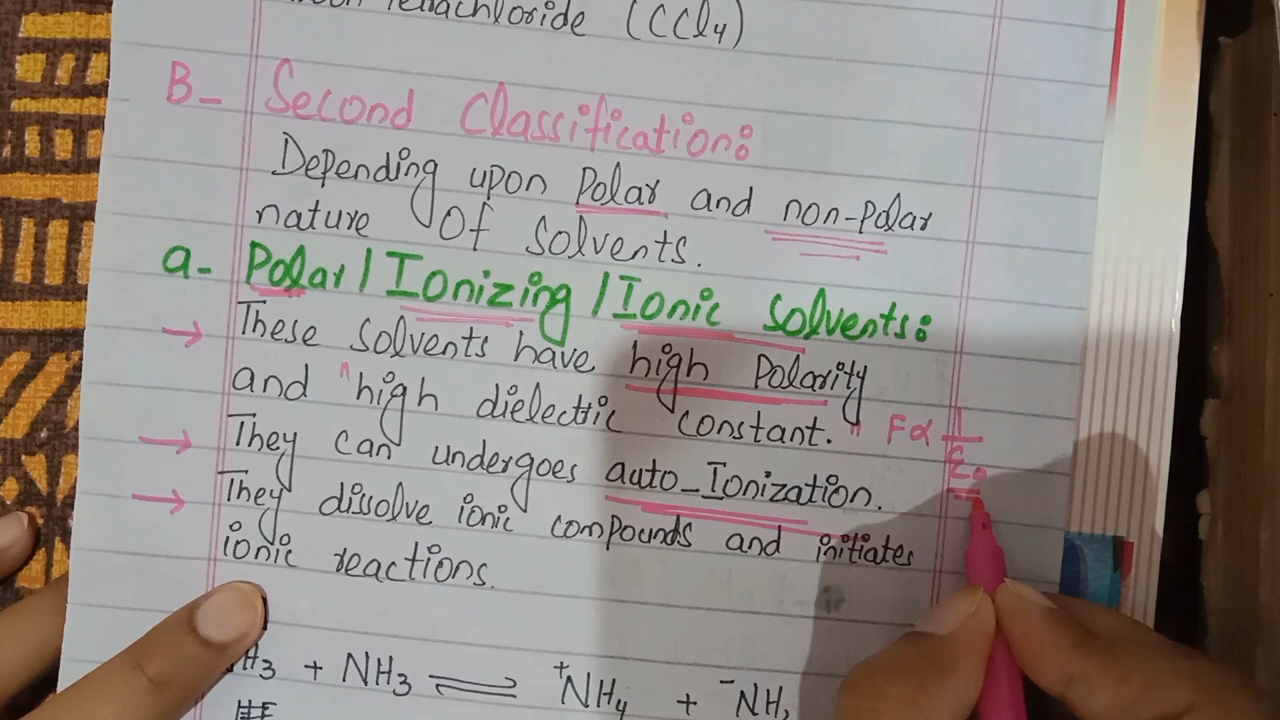 tetrachloride (CCl4)
B- Second Classification:
Depending upon Polar and non-Polar
nature Of Solvents.
a- Polar/Ionizing/Ionic Solvents:
→ These Solvents have high Polarity
and "high dielectric constant." F∝ 1/ε0
→ They can undergoes auto-Ionization.
→ They dissolve ionic compounds and initiates
ionic reactions.
+ NH3 ⇌ +NH4 + -NH2